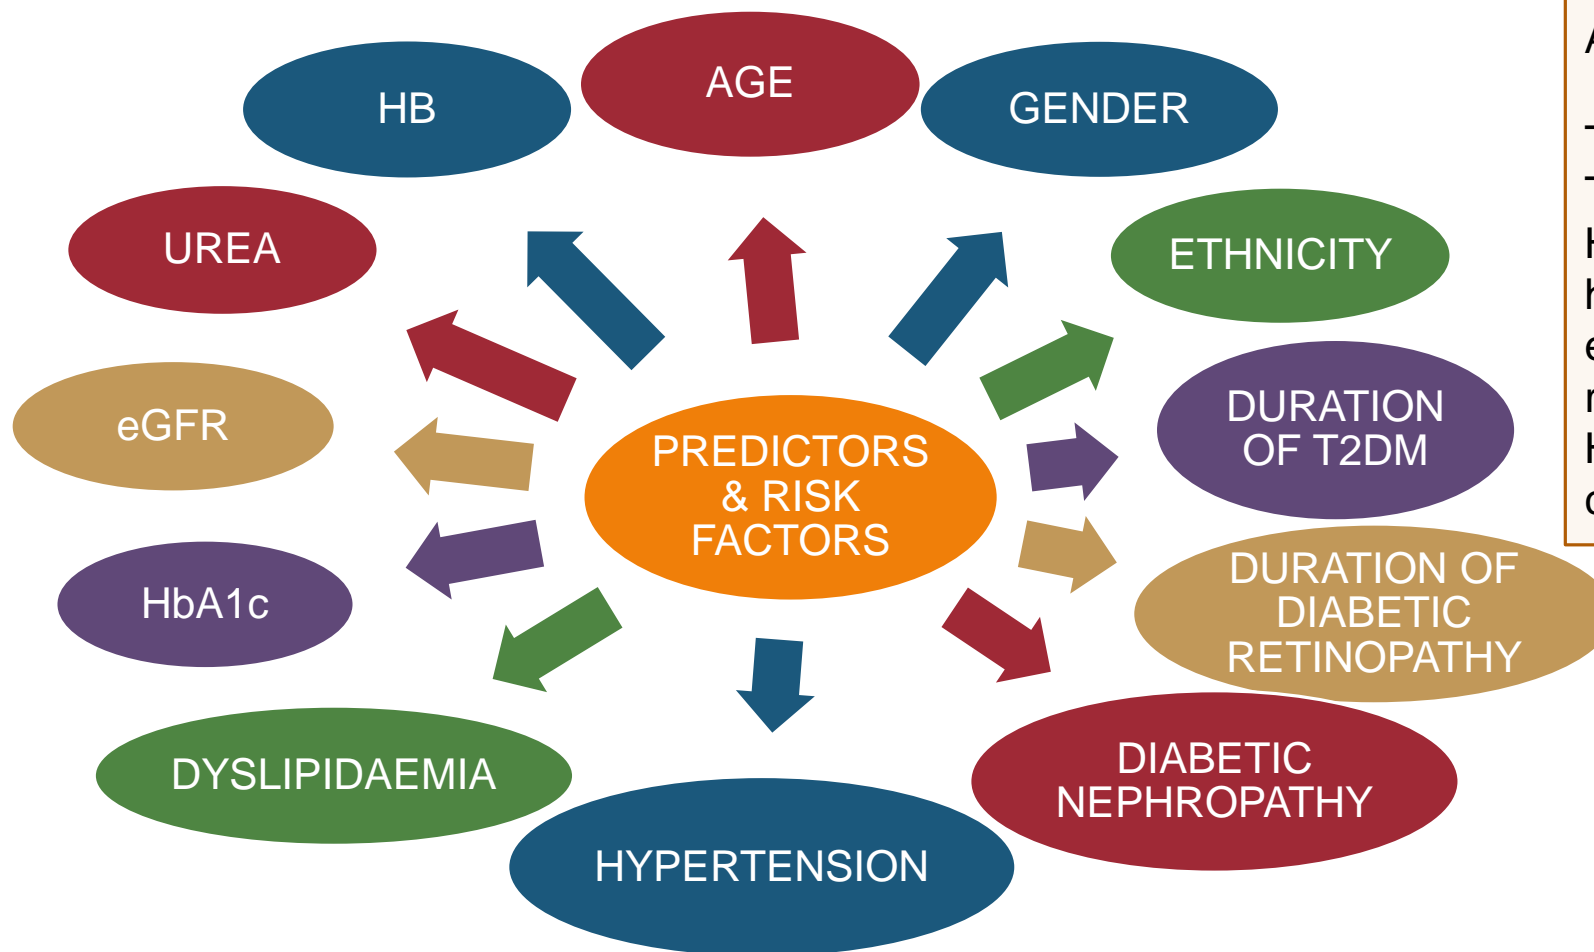 AGE
HB
GENDER
UREA
ETHNICITY
eGFR
DURATION
OF T2DM
PREDICTORS
& RISK
FACTORS
HbA1c
DURATION OF
DIABETIC
RETINOPATHY
DYSLIPIDAEMIA
DIABETIC
NEPHROPATHY
HYPERTENSION